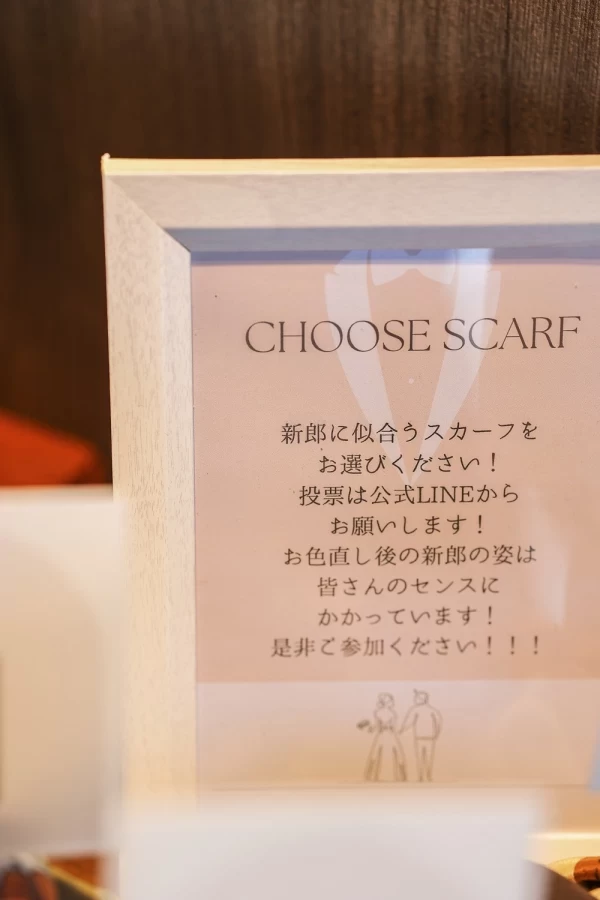 CHOOSE SCARF
新郎に似合うスカーフを
お選びください！
投票は公式LINEから
お願いします！
お色直し後の新郎の姿は
皆さんのセンスに
かかっています！
是非ご参加ください！！！